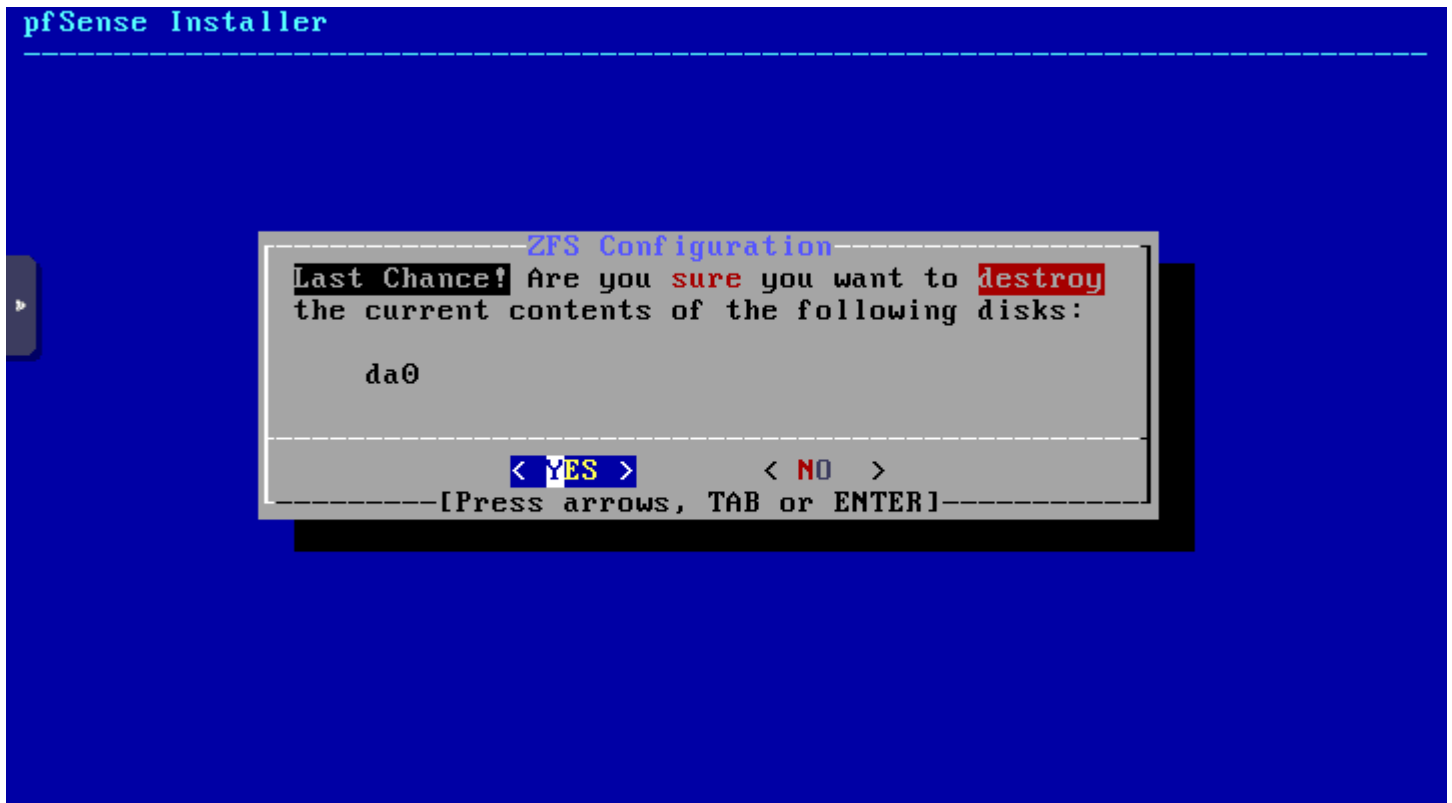 pfSense Installer
ZFS Configuration
Last Chance! Are you sure you want to destroy
the current contents of the following disks:
da0
< YES > < NO >
[Press arrows, TAB or ENTER]